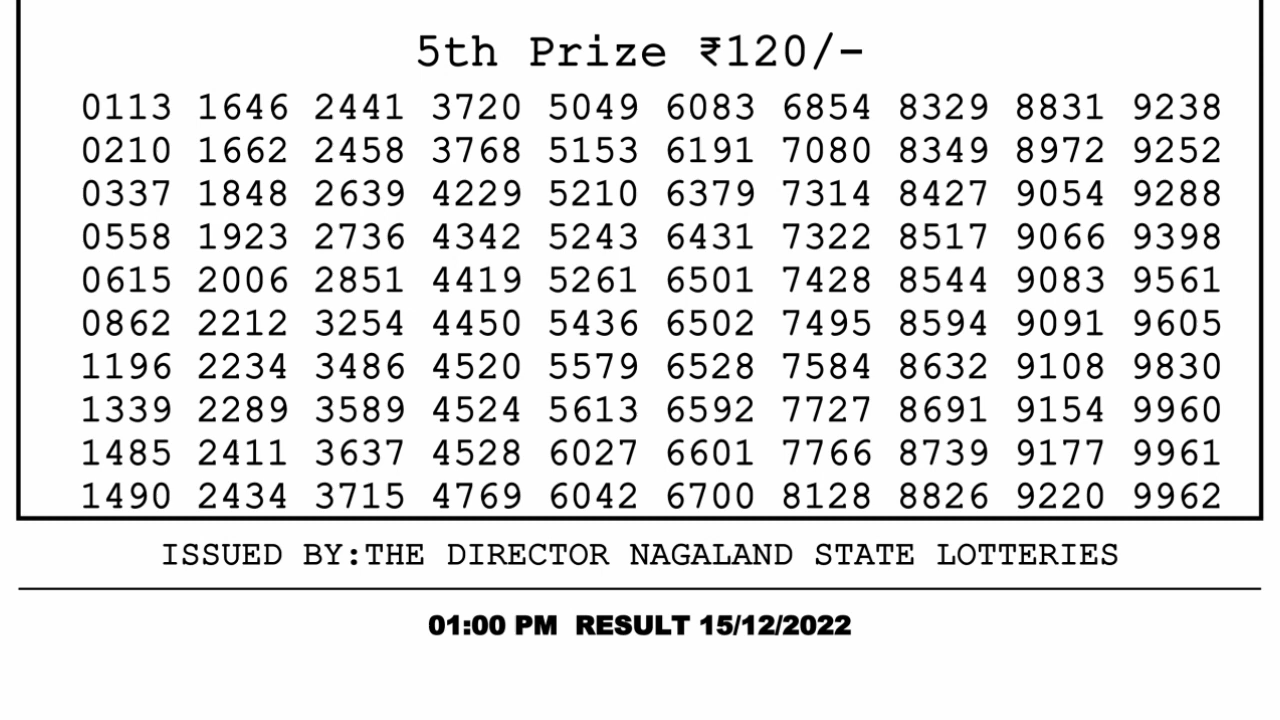 5th Prize ₹120/-
0113 1646 2441 3720 5049 6083 6854 8329 8831 9238
0210 1662 2458 3768 5153 6191 7080 8349 8972 9252
0337 1848 2639 4229 5210 6379 7314 8427 9054 9288
0558 1923 2736 4342 5243 6431 7322 8517 9066 9398
0615 2006 2851 4419 5261 6501 7428 8544 9083 9561
0862 2212 3254 4450 5436 6502 7495 8594 9091 9605
1196 2234 3486 4520 5579 6528 7584 8632 9108 9830
1339 2289 3589 4524 5613 6592 7727 8691 9154 9960
1485 2411 3637 4528 6027 6601 7766 8739 9177 9961
1490 2434 3715 4769 6042 6700 8128 8826 9220 9962
ISSUED BY:THE DIRECTOR NAGALAND STATE LOTTERIES
01:00 PM RESULT 15/12/2022